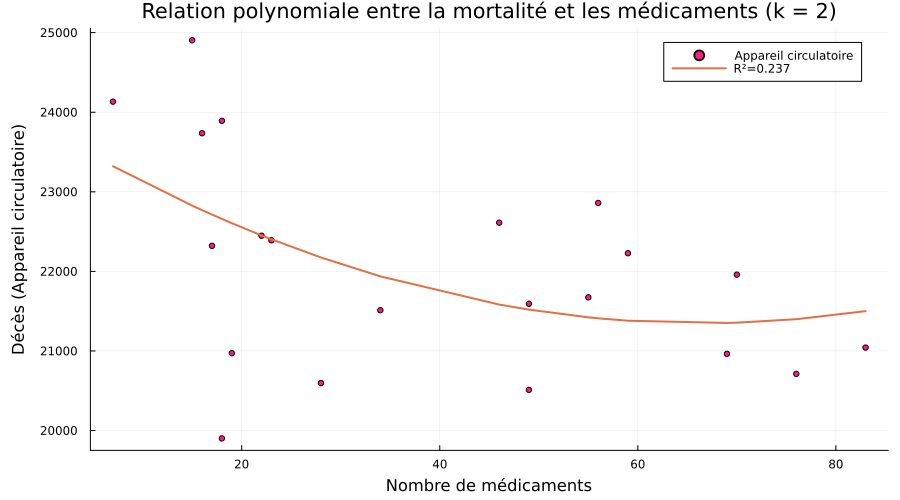 Relation polynomiale entre la mortalité et les médicaments (k = 2)
Appareil circulatoire
R²=0.237
Décès (Appareil circulatoire)
25000
24000
23000
22000
21000
20000
20 40 60 80
Nombre de médicaments